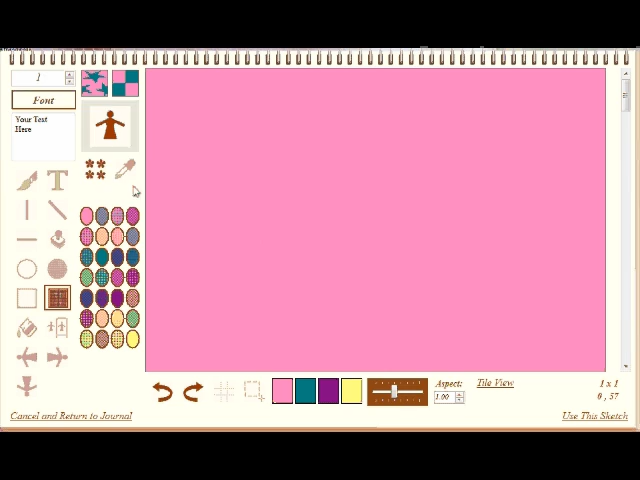 1
Font
Your Text
Here
T
Aspect:
1.00
Tile View
1 x 1
0 , 57
Cancel and Return to Journal
Use This Sketch